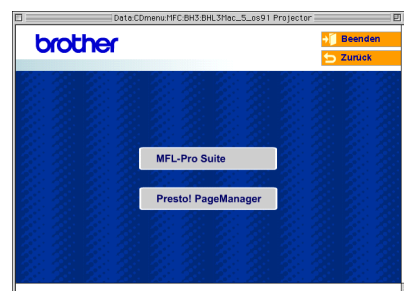 Data:CDmenu:MFC:BH3:BHL3Mac_5_os91 Projector
brother
Beenden
Zurück
MFL-Pro Suite
Presto! PageManager